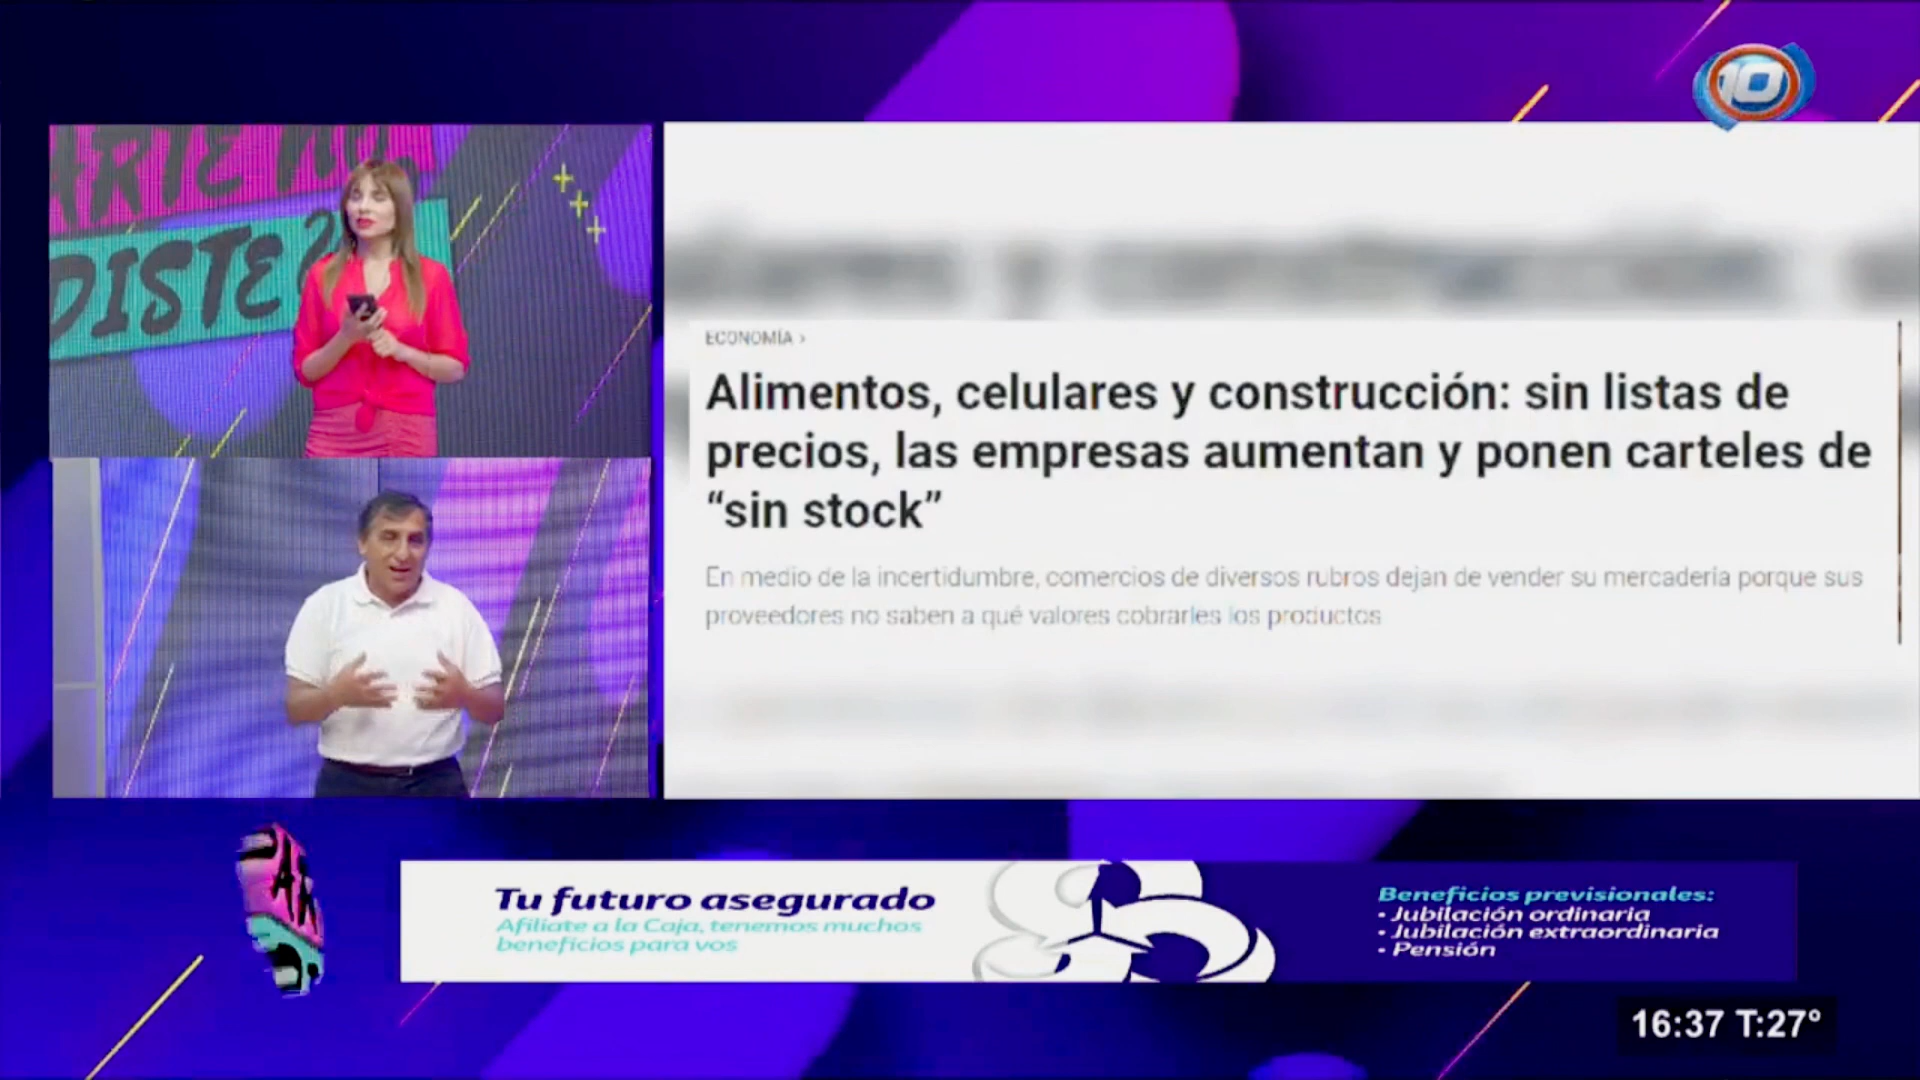 10
ARTE NI
DISTE?
ECONOMÍA >
Alimentos, celulares y construcción: sin listas de
precios, las empresas aumentan y ponen carteles de
“sin stock”
En medio de la incertidumbre, comercios de diversos rubros dejan de vender su mercadería porque sus
proveedores no saben a qué valores cobrarles los productos
Tu futuro asegurado
Afiliate a la Caja, tenemos muchos
beneficios para vos
Beneficios previsionales:
• Jubilación ordinaria
• Jubilación extraordinaria
• Pensión
16:37 T:27°